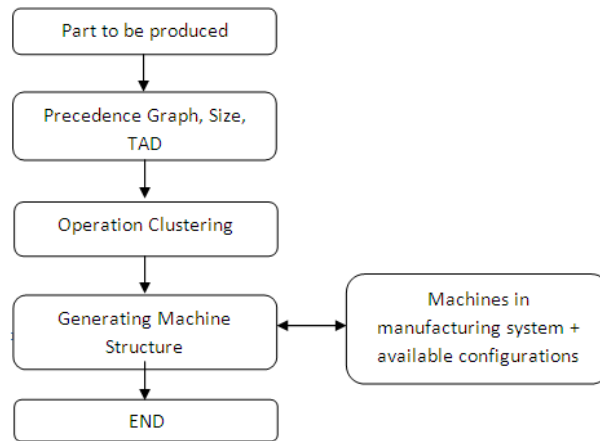 Part to be produced
Precedence Graph, Size,
TAD
Operation Clustering
Generating Machine
Structure
Machines in
manufacturing system +
available configurations
END